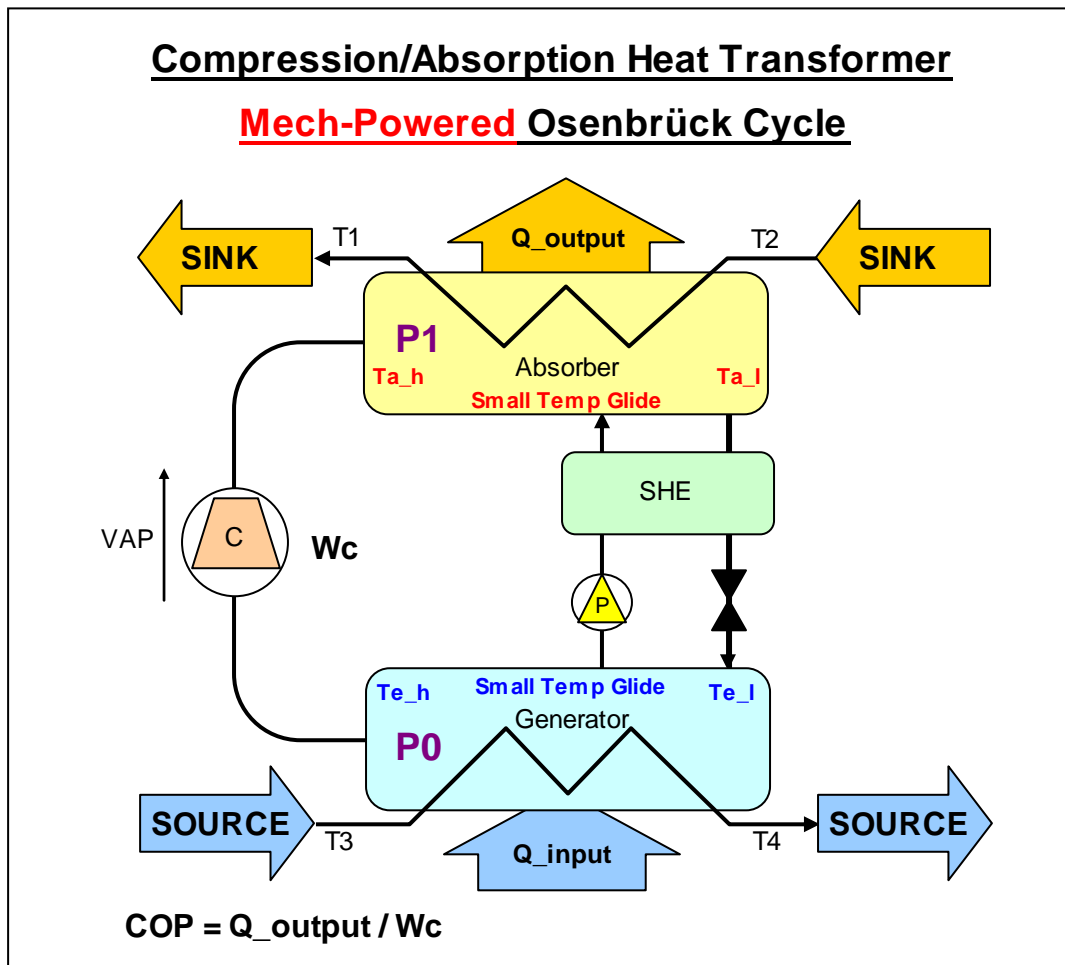 Compression/Absorption Heat Transformer
Mech-Powered Osenbrück Cycle
SINK
T1
Q_output
T2
SINK
P1
Absorber
Ta_h
Ta_l
Small Temp Glide
SHE
VAP
C
Wc
P
Te_h
Small Temp Glide
Te_l
Generator
P0
SOURCE
T3
Q_input
T4
SOURCE
COP = Q_output / Wc